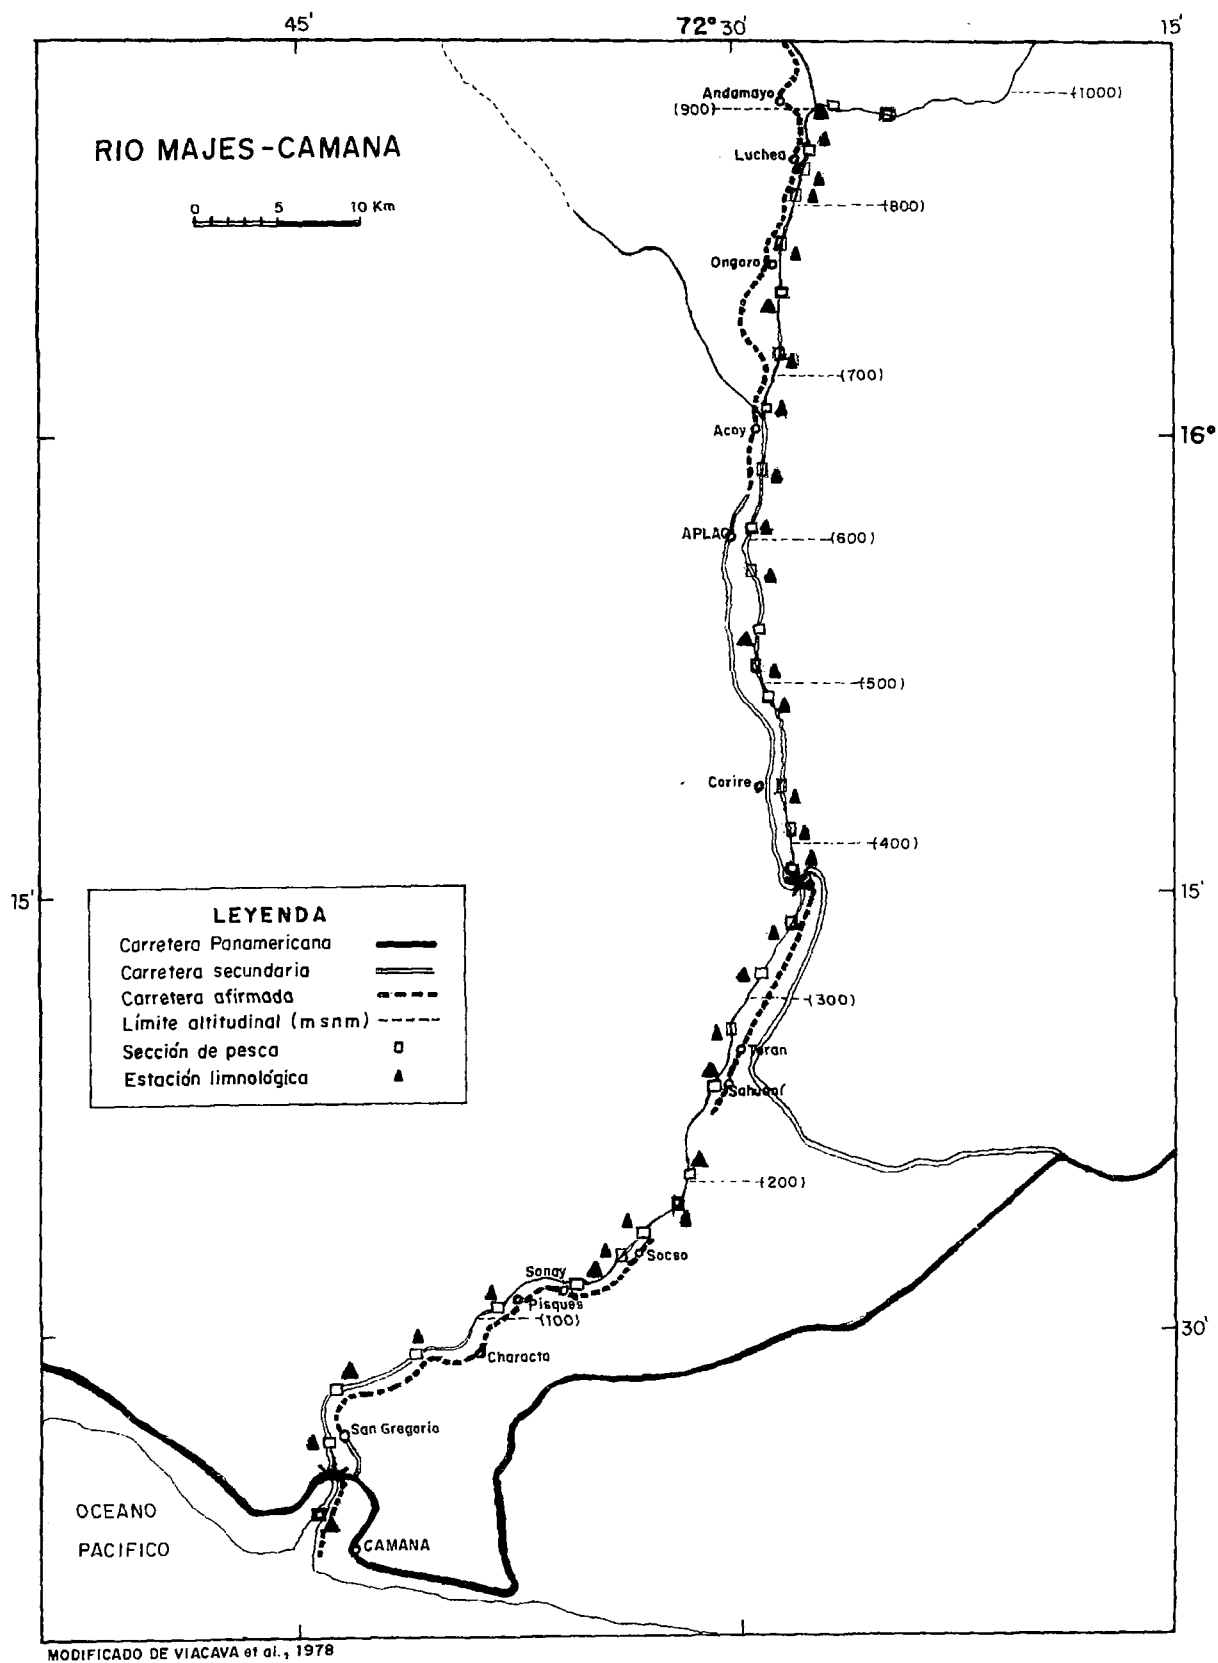 45'
72° 30'
15'
Andamayo
(900)
(1000)
RIO MAJES-CAMANA
Luchea
0 5 10 Km
(800)
Ongoro
(700)
Acoy
16°
APLAO
(600)
(500)
Corire
(400)
15'
15'
LEYENDA
Carretera Panamericana
Carretera secundaria
Carretera afirmada
Límite altitudinal (m s n m)
Sección de pesca
Estación limnológica
(300)
Toran
Sahuani
(200)
Socso
Sonay
Pisques
(100)
30'
Characta
San Gregorio
OCEANO
PACIFICO
CAMANA
MODIFICADO DE VIACAVA et al., 1978